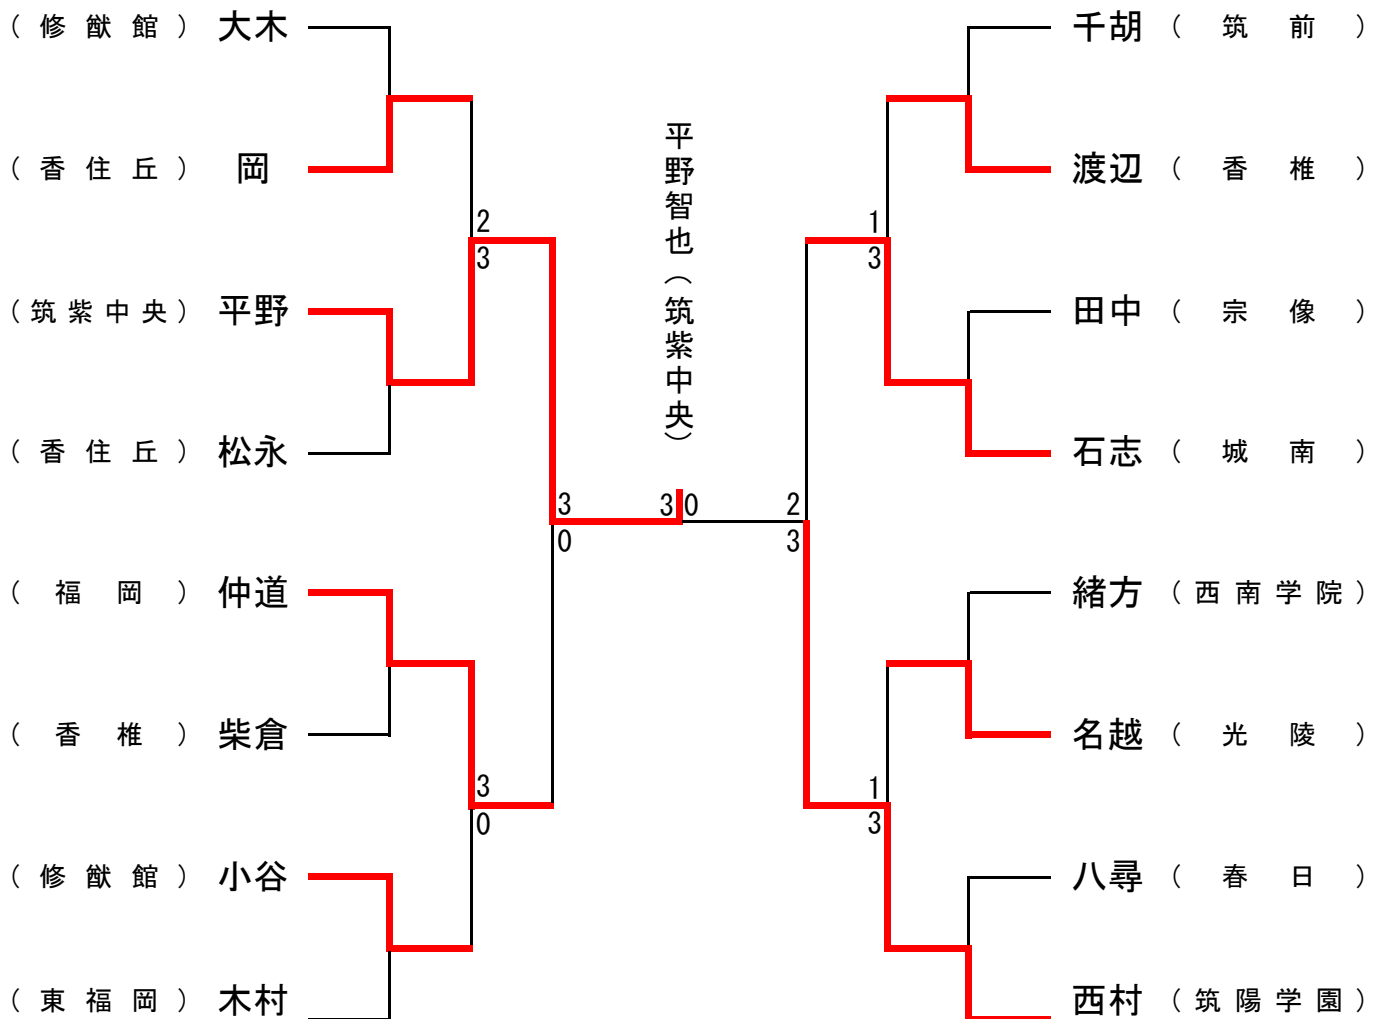 （修猷館） 大木
（香住丘） 岡
（筑紫中央） 平野
（香住丘） 松永
（福岡） 仲道
（香椎） 柴倉
（修猷館） 小谷
（東福岡） 木村
2
3
3
0
3
0
平野智也（筑紫中央）
3 0
1
3
2
3
1
3
千胡 （筑前）
渡辺 （香椎）
田中 （宗像）
石志 （城南）
緒方 （西南学院）
名越 （光陵）
八尋 （春日）
西村 （筑陽学園）